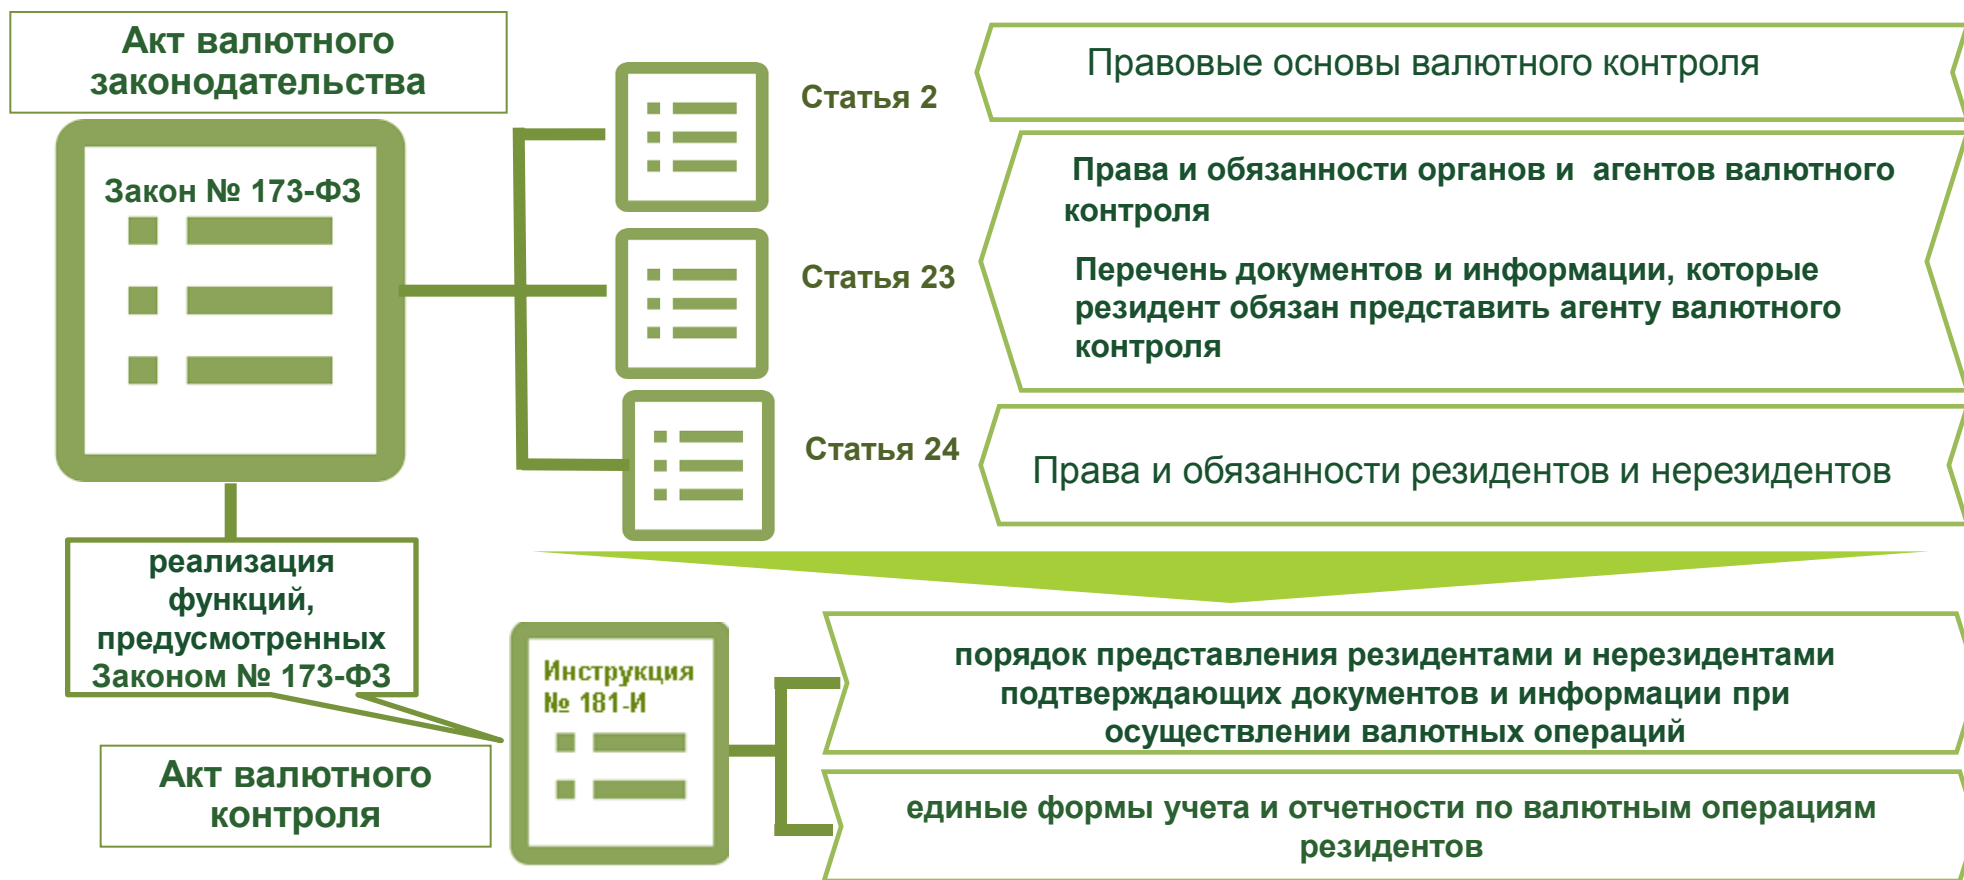 Акт валютного
законодательства
Закон № 173-ФЗ
Статья 2
Правовые основы валютного контроля
Статья 23
Права и обязанности органов и агентов валютного
контроля
Перечень документов и информации, которые
резидент обязан представить агенту валютного
контроля
Статья 24
Права и обязанности резидентов и нерезидентов
реализация
функций,
предусмотренных
Законом № 173-ФЗ
Акт валютного
контроля
Инструкция
№ 181-И
порядок представления резидентами и нерезидентами
подтверждающих документов и информации при
осуществлении валютных операций
единые формы учета и отчетности по валютным операциям
резидентов